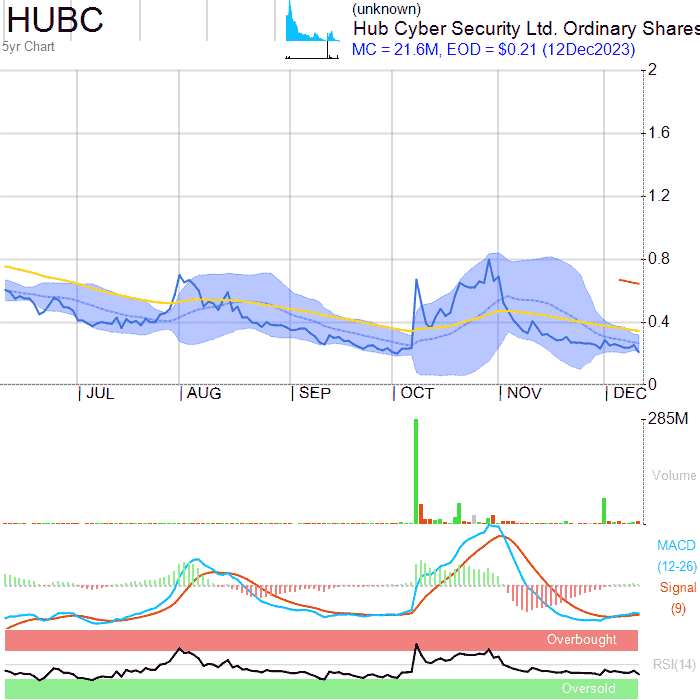 HUBC
5yr Chart
(unknown)
Hub Cyber Security Ltd. Ordinary Shares
MC = 21.6M, EOD = $0.21 (12Dec2023)
2
1.6
1.2
0.8
0.4
0
JUL
AUG
SEP
OCT
NOV
DEC
285M
Volume
MACD
(12-26)
Signal
(9)
Overbought
RSI(14)
Oversold